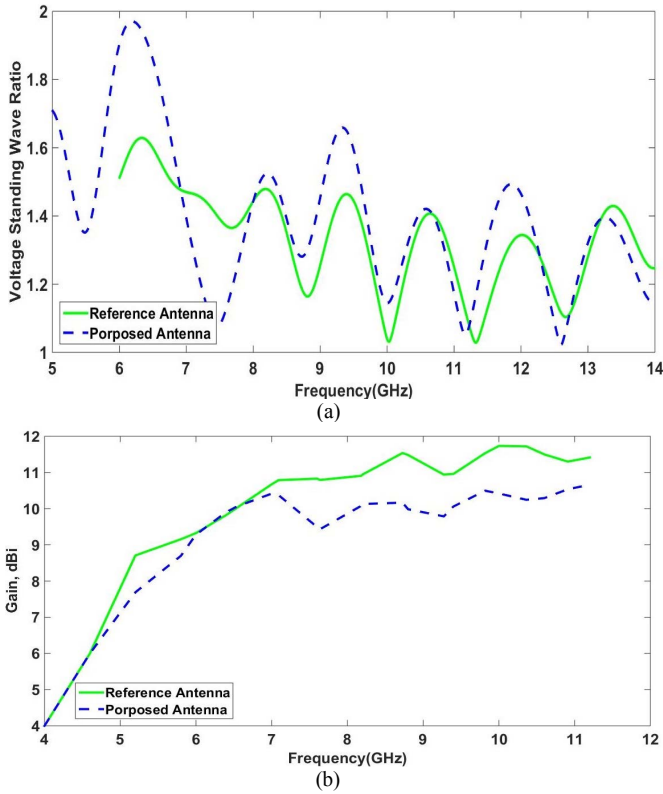 2
1.8
1.6
1.4
1.2
1
Voltage Standing Wave Ratio
Reference Antenna
Porposed Antenna
5 6 7 8 9 10 11 12 13 14
Frequency(GHz)
(a)
12
11
10
9
8
7
6
5
4
Gain, dBi
Reference Antenna
Porposed Antenna
4 5 6 7 8 9 10 11 12
Frequency(GHz)
(b)